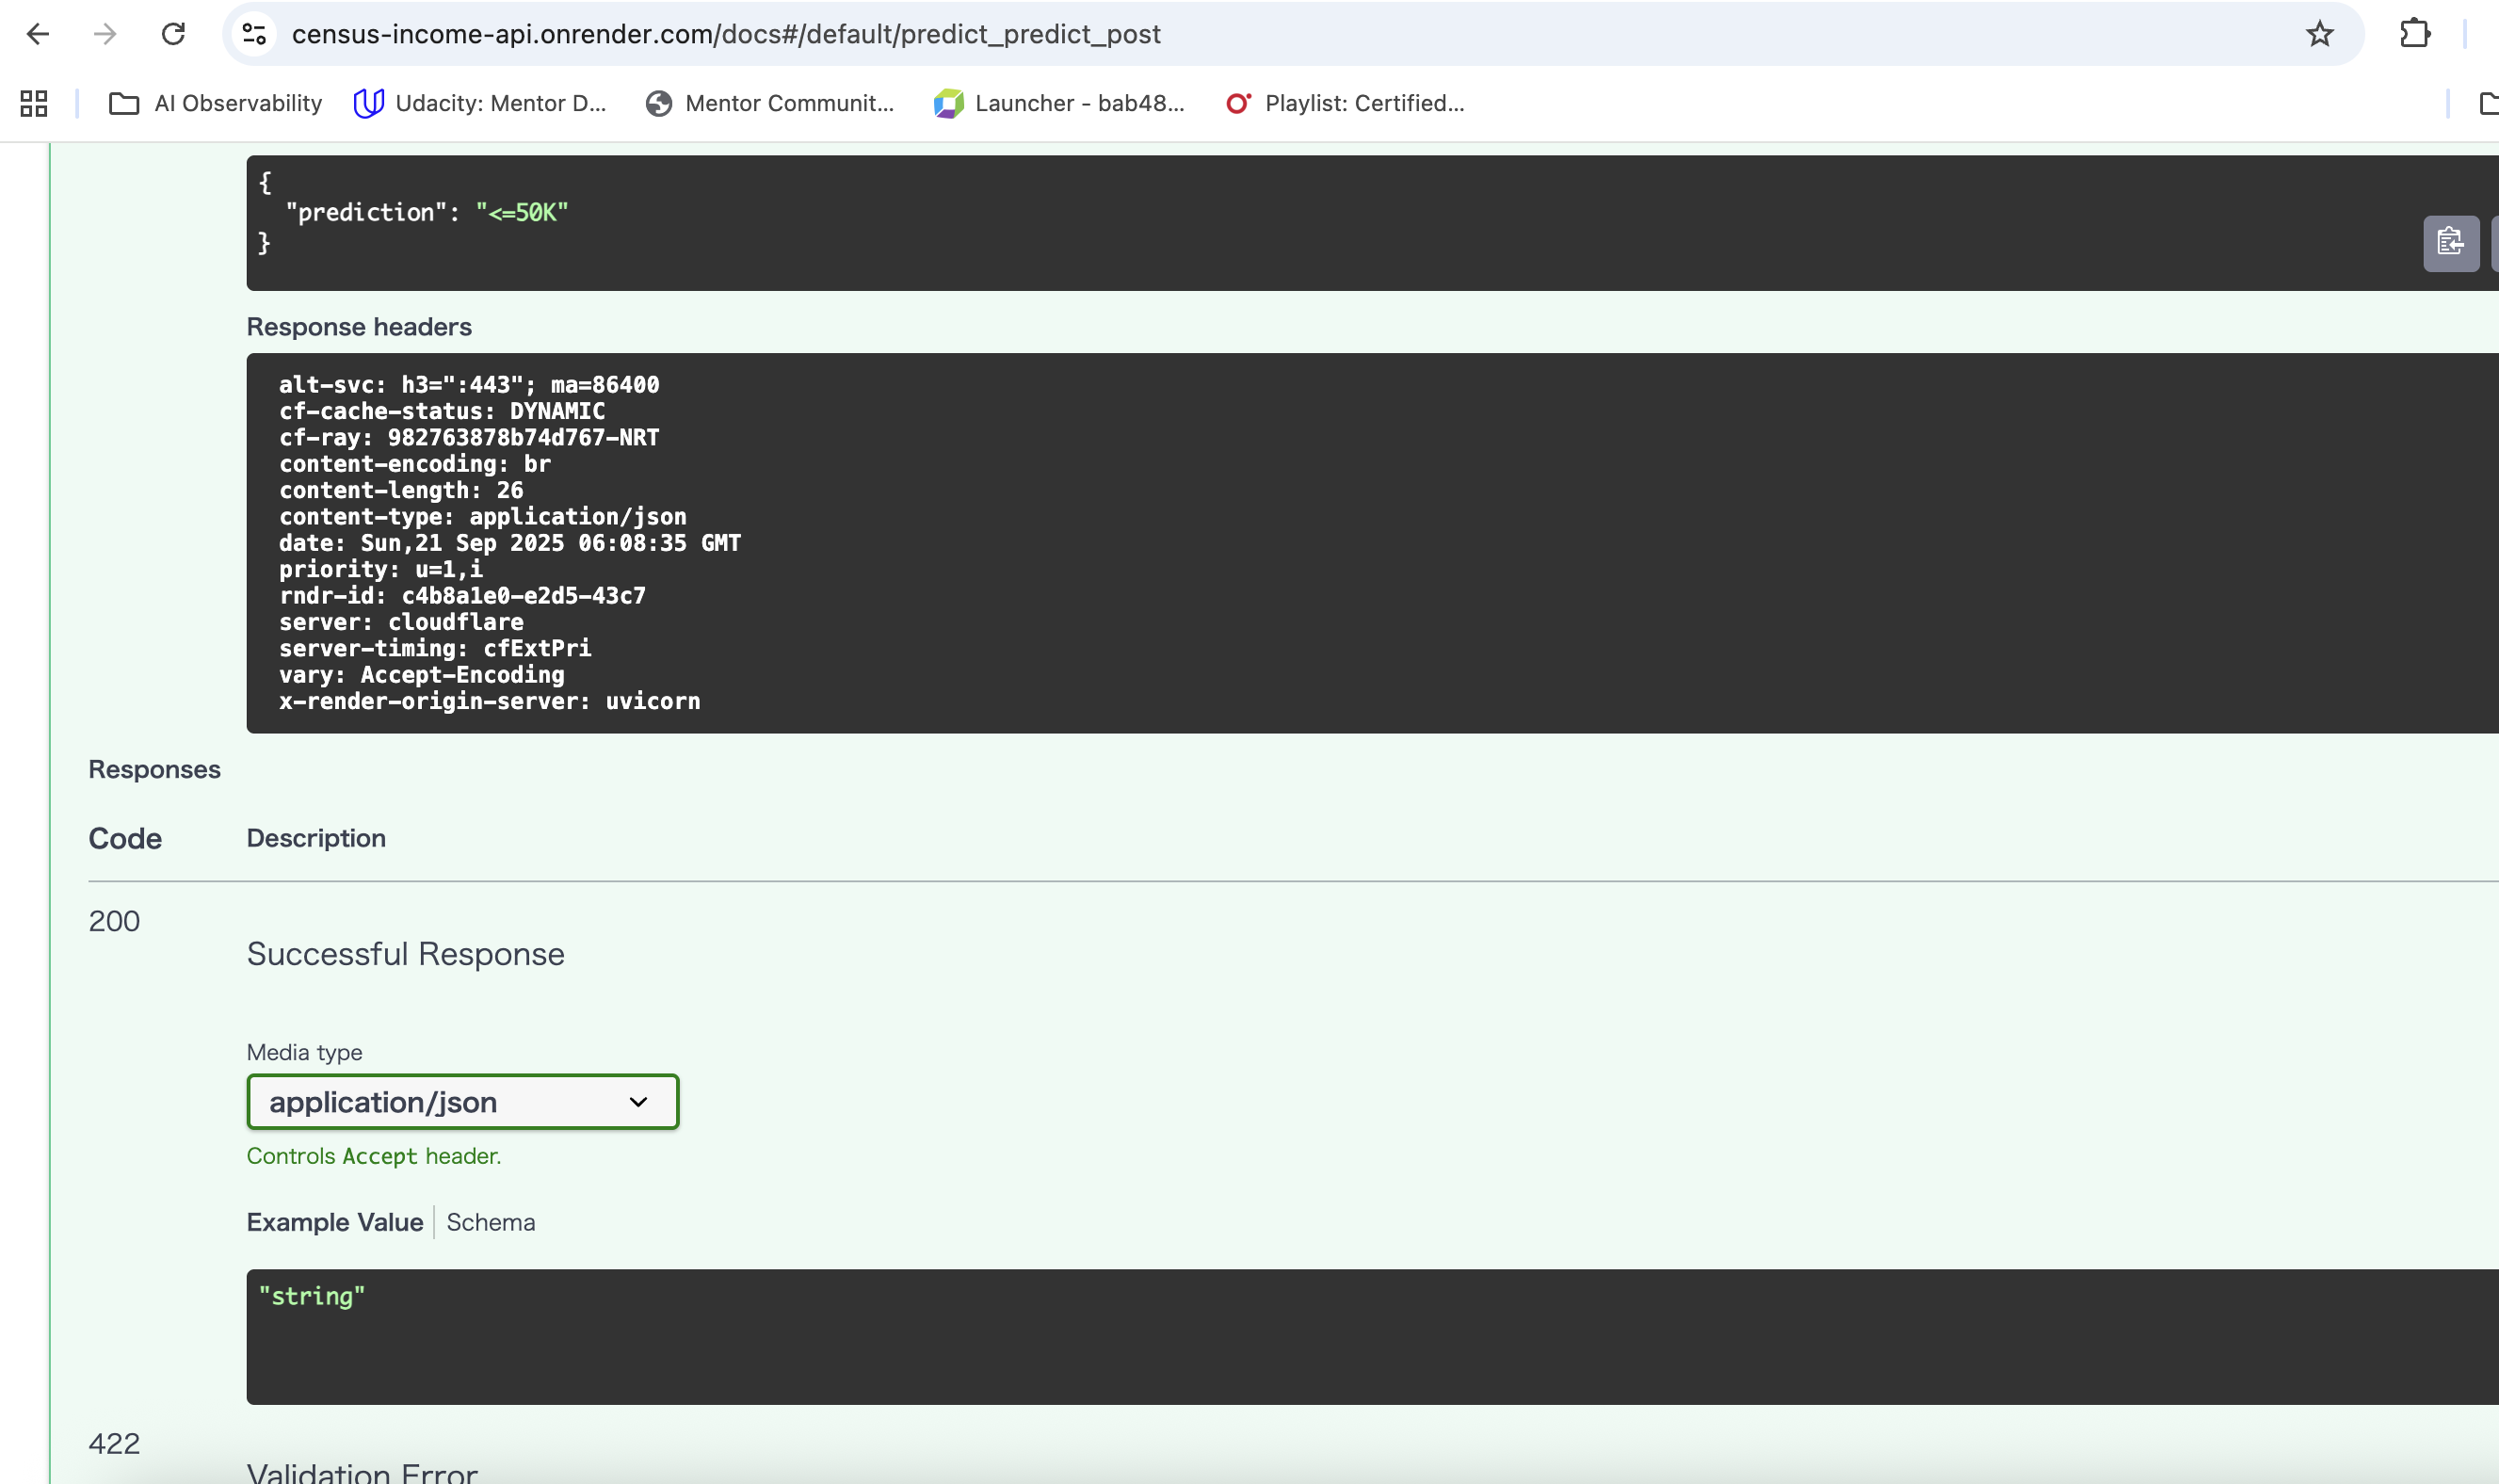 census-income-api.onrender.com/docs#/default/predict_predict_post
AI Observability
Udacity: Mentor D...
Mentor Communit...
Launcher - bab48...
Playlist: Certified...
{
"prediction": "<=50K"
}
Response headers
alt-svc: h3=":443"; ma=86400
cf-cache-status: DYNAMIC
cf-ray: 982763878b74d767-NRT
content-encoding: br
content-length: 26
content-type: application/json
date: Sun,21 Sep 2025 06:08:35 GMT
priority: u=1,i
rndr-id: c4b8a1e0-e2d5-43c7
server: cloudflare
server-timing: cfExtPri
vary: Accept-Encoding
x-render-origin-server: uvicorn
Responses
Code Description
200
Successful Response
Media type
application/json
Controls Accept header.
Example Value Schema
"string"
422
Validation Error